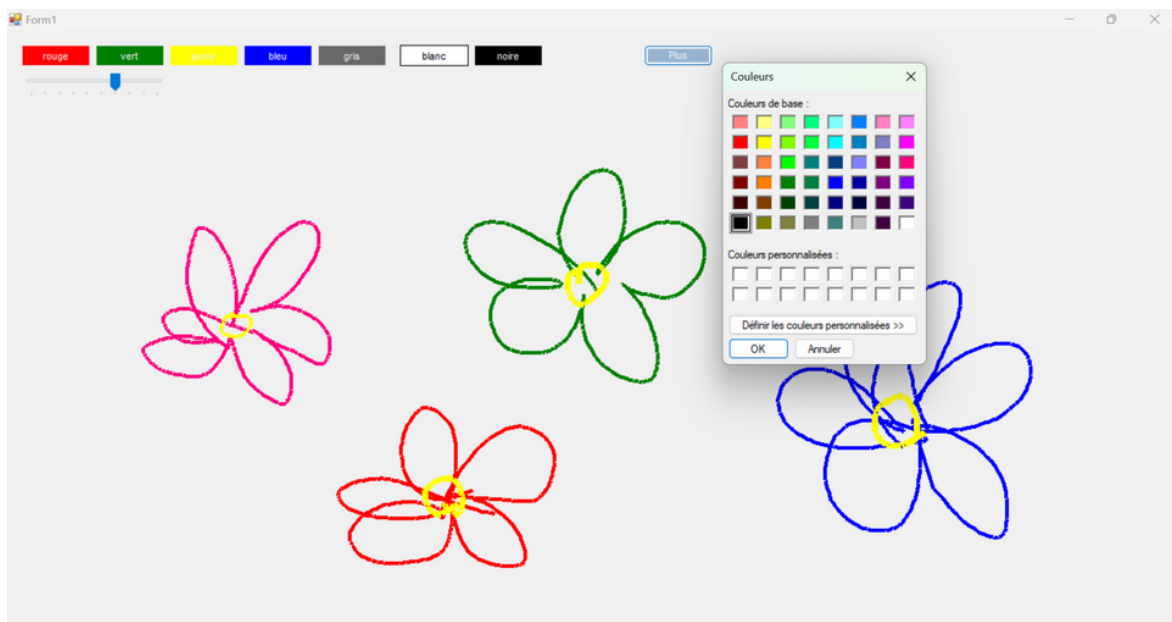 Form1
rouge vert jaune bleu gris blanc noire Plus
Couleurs
Couleurs de base :
Couleurs personnalisées :
Définir les couleurs personnalisées >>
OK Annuler